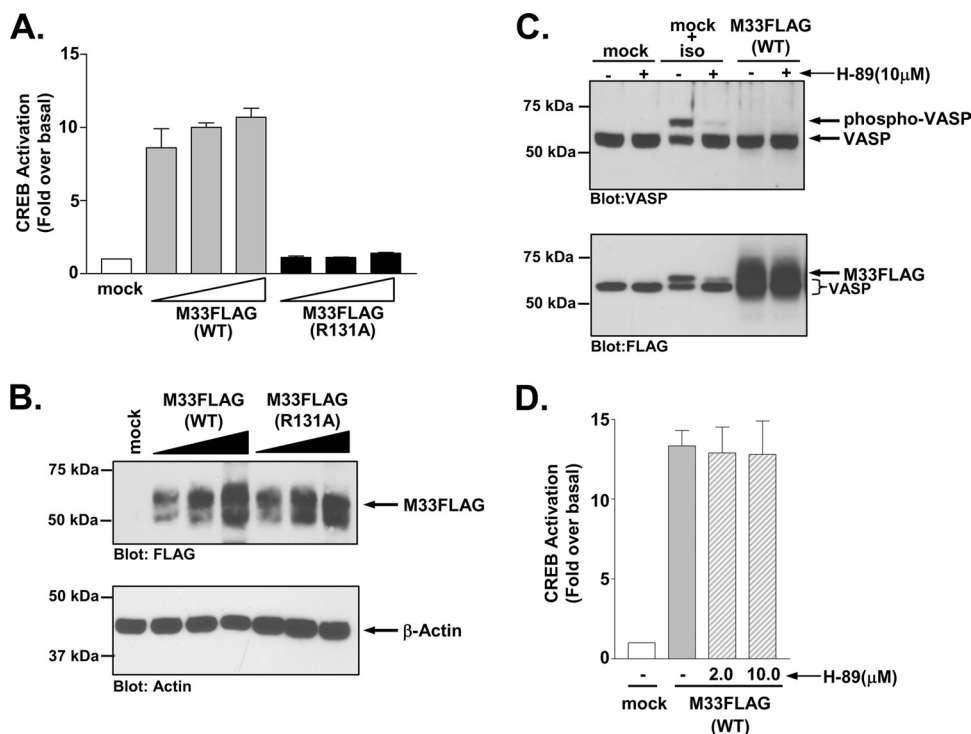 A.
CREB Activation
(Fold over basal)
15
10
5
0
mock
M33FLAG
(WT)
M33FLAG
(R131A)
B.
mock
M33FLAG
(WT)
M33FLAG
(R131A)
75 kDa
50 kDa
M33FLAG
Blot: FLAG
50 kDa
37 kDa
β-Actin
Blot: Actin
C.
mock
mock
+
iso
M33FLAG
(WT)
- + - + - +
H-89(10μM)
75 kDa
50 kDa
phospho-VASP
VASP
Blot:VASP
75 kDa
50 kDa
M33FLAG
VASP
Blot:FLAG
D.
CREB Activation
(Fold over basal)
15
10
5
0
- - 2.0 10.0
H-89(μM)
mock
M33FLAG
(WT)